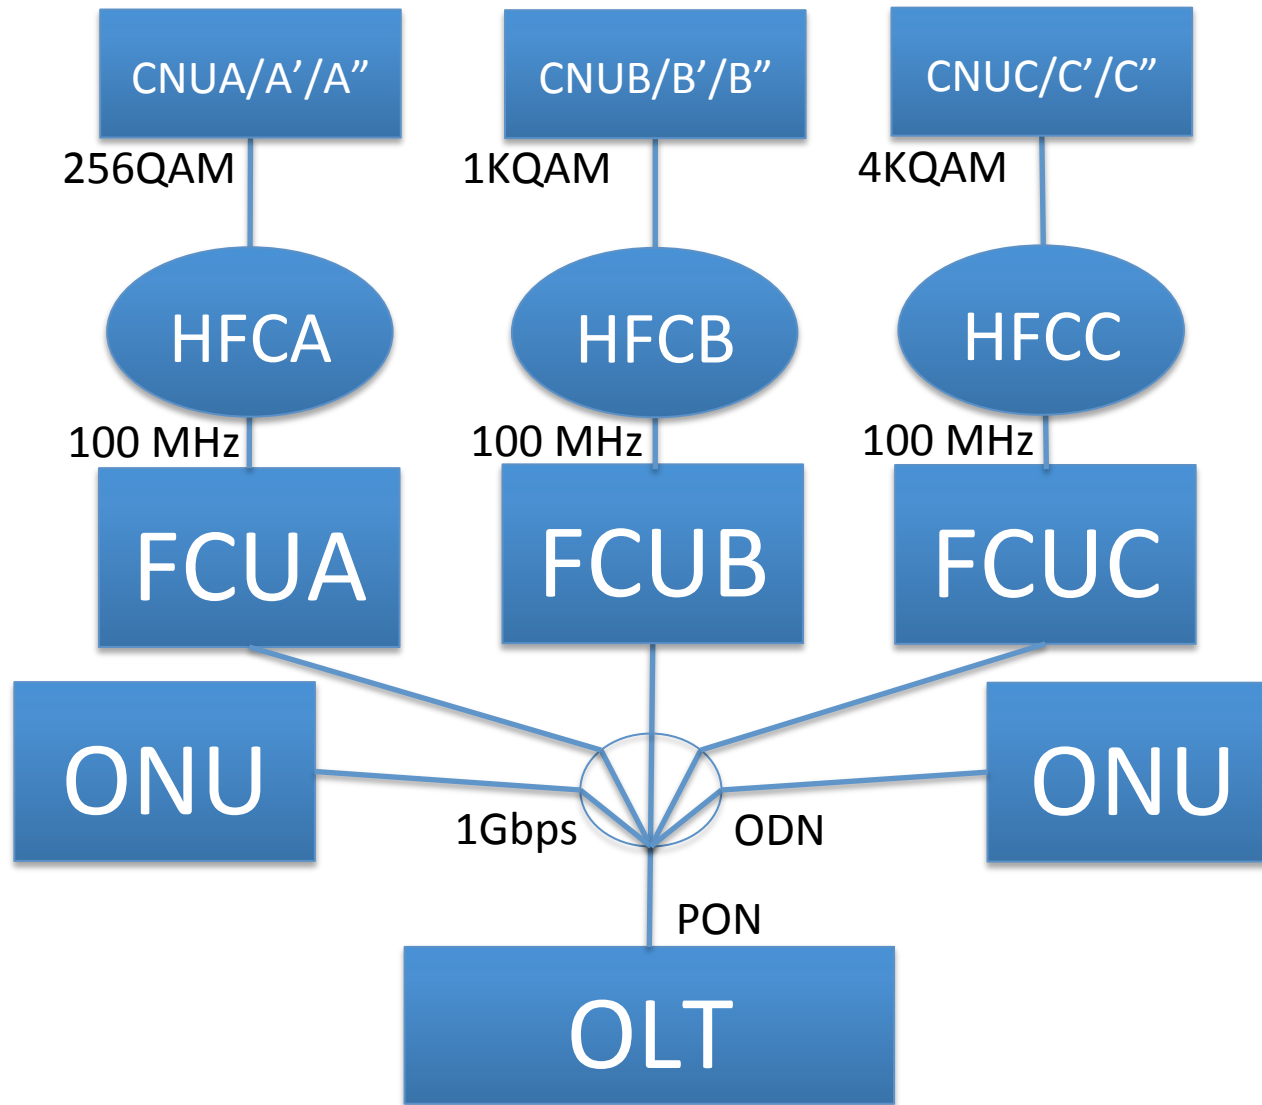 CNUA/A’/A”
CNUB/B’/B”
CNUC/C’/C”
256QAM
1KQAM
4KQAM
HFCA
HFCB
HFCC
100 MHz
100 MHz
100 MHz
FCUA
FCUB
FCUC
ONU
ONU
1Gbps
ODN
PON
OLT